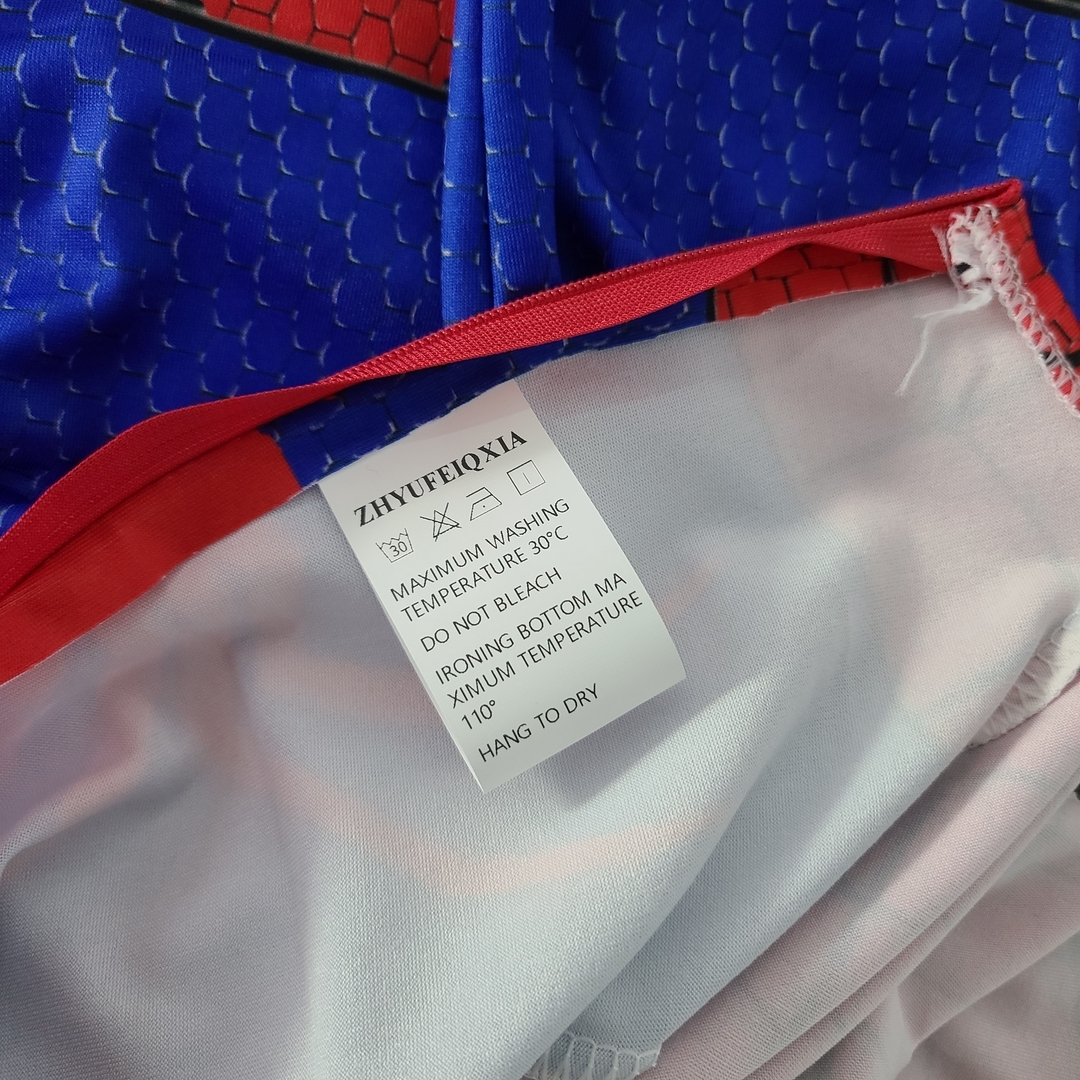 ZHYUFEIQXIA
30
MAXIMUM WASHING
TEMPERATURE 30°C
DO NOT BLEACH
IRONING BOTTOM MA
XIMUM TEMPERATURE
110°
HANG TO DRY